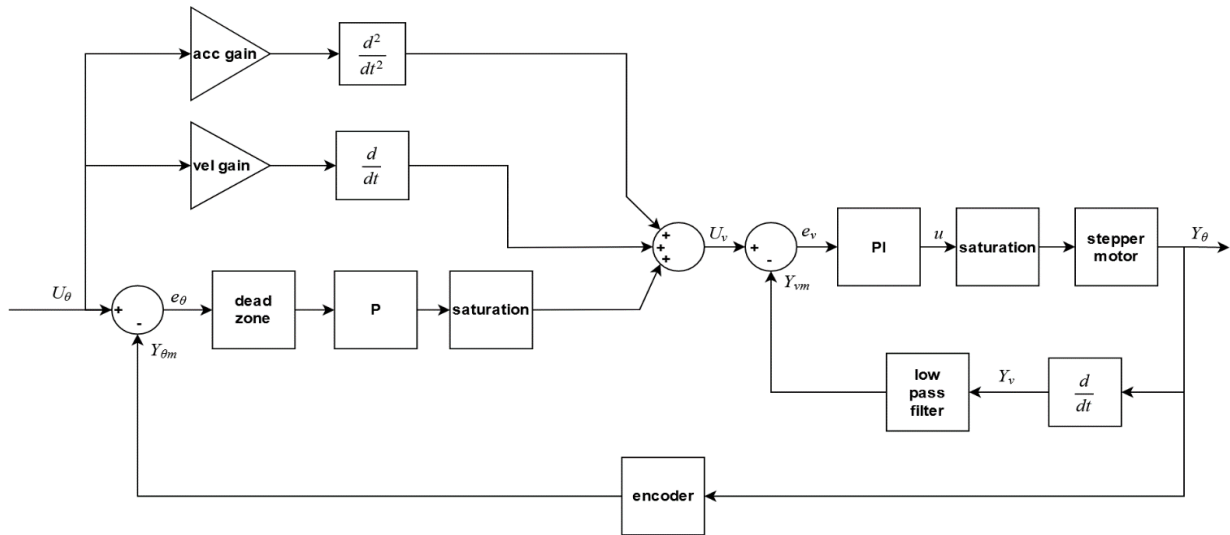 acc gain
d²
dt²
vel gain
d
dt
+
+
+
U_v
+
-
e_v
PI
u
saturation
stepper
motor
Y_θ
Y_vm
U_θ
+
-
e_θ
dead
zone
P
saturation
Y_θm
low
pass
filter
Y_v
d
dt
encoder